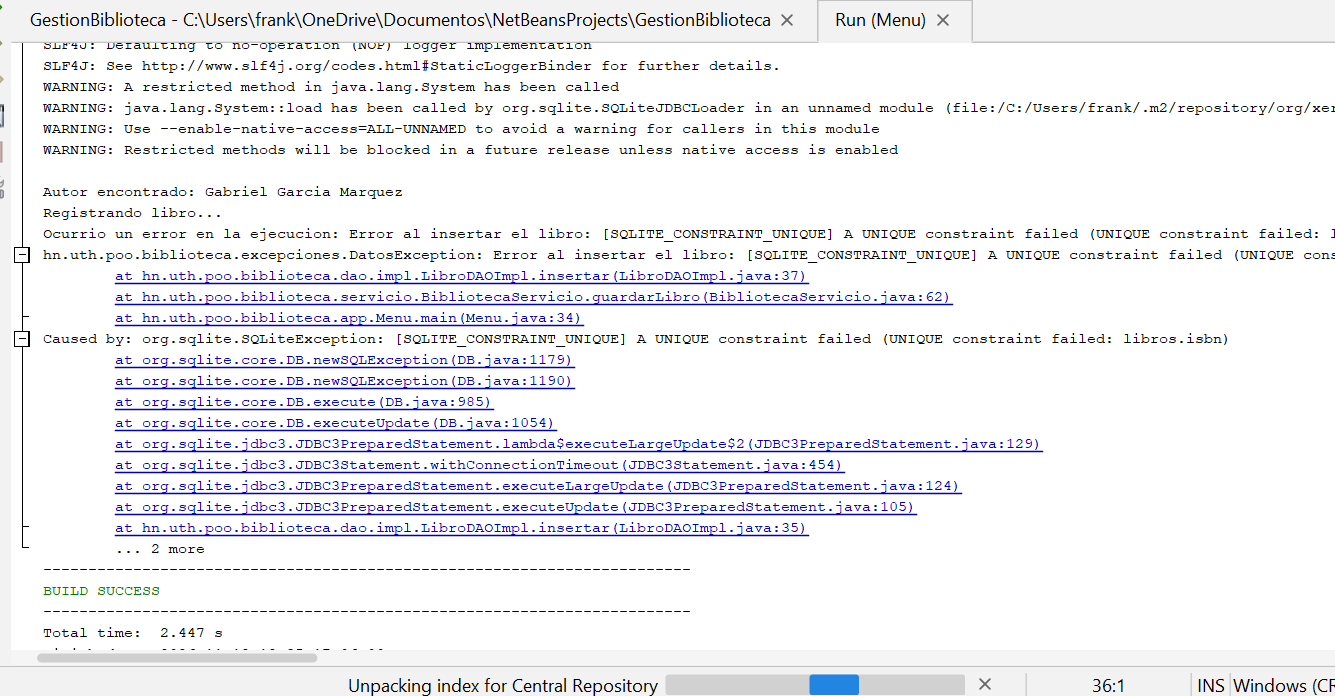 GestionBiblioteca - C:\Users\frank\OneDrive\Documentos\NetBeansProjects\GestionBiblioteca × Run (Menu) ×
SLF4J: Defaulting to no-operation (NOP) logger implementation
SLF4J: See http://www.slf4j.org/codes.html#StaticLoggerBinder for further details.
WARNING: A restricted method in java.lang.System has been called
WARNING: java.lang.System::load has been called by org.sqlite.SQLiteJDBCLoader in an unnamed module (file:/C:/Users/frank/.m2/repository/org/xer
WARNING: Use --enable-native-access=ALL-UNNAMED to avoid a warning for callers in this module
WARNING: Restricted methods will be blocked in a future release unless native access is enabled
Autor encontrado: Gabriel Garcia Marquez
Registrando libro...
Ocurrio un error en la ejecucion: Error al insertar el libro: [SQLITE_CONSTRAINT_UNIQUE] A UNIQUE constraint failed (UNIQUE constraint failed:
hn.uth.poo.biblioteca.excepciones.DatosException: Error al insertar el libro: [SQLITE_CONSTRAINT_UNIQUE] A UNIQUE constraint failed (UNIQUE cons
at hn.uth.poo.biblioteca.dao.impl.LibroDAOImpl.insertar(LibroDAOImpl.java:37)
at hn.uth.poo.biblioteca.servicio.BibliotecaServicio.guardarLibro(BibliotecaServicio.java:62)
at hn.uth.poo.biblioteca.app.Menu.main(Menu.java:34)
Caused by: org.sqlite.SQLiteException: [SQLITE_CONSTRAINT_UNIQUE] A UNIQUE constraint failed (UNIQUE constraint failed: libros.isbn)
at org.sqlite.core.DB.newSQLException(DB.java:1179)
at org.sqlite.core.DB.newSQLException(DB.java:1190)
at org.sqlite.core.DB.execute(DB.java:985)
at org.sqlite.core.DB.executeUpdate(DB.java:1054)
at org.sqlite.jdbc3.JDBC3PreparedStatement.lambda$executeLargeUpdate$2(JDBC3PreparedStatement.java:129)
at org.sqlite.jdbc3.JDBC3Statement.withConnectionTimeout(JDBC3Statement.java:454)
at org.sqlite.jdbc3.JDBC3PreparedStatement.executeLargeUpdate(JDBC3PreparedStatement.java:124)
at org.sqlite.jdbc3.JDBC3PreparedStatement.executeUpdate(JDBC3PreparedStatement.java:105)
at hn.uth.poo.biblioteca.dao.impl.LibroDAOImpl.insertar(LibroDAOImpl.java:35)
... 2 more
------------------------------------------------------------------------
BUILD SUCCESS
------------------------------------------------------------------------
Total time:  2.447 s
Unpacking index for Central Repository × 36:1 INS Windows (CR